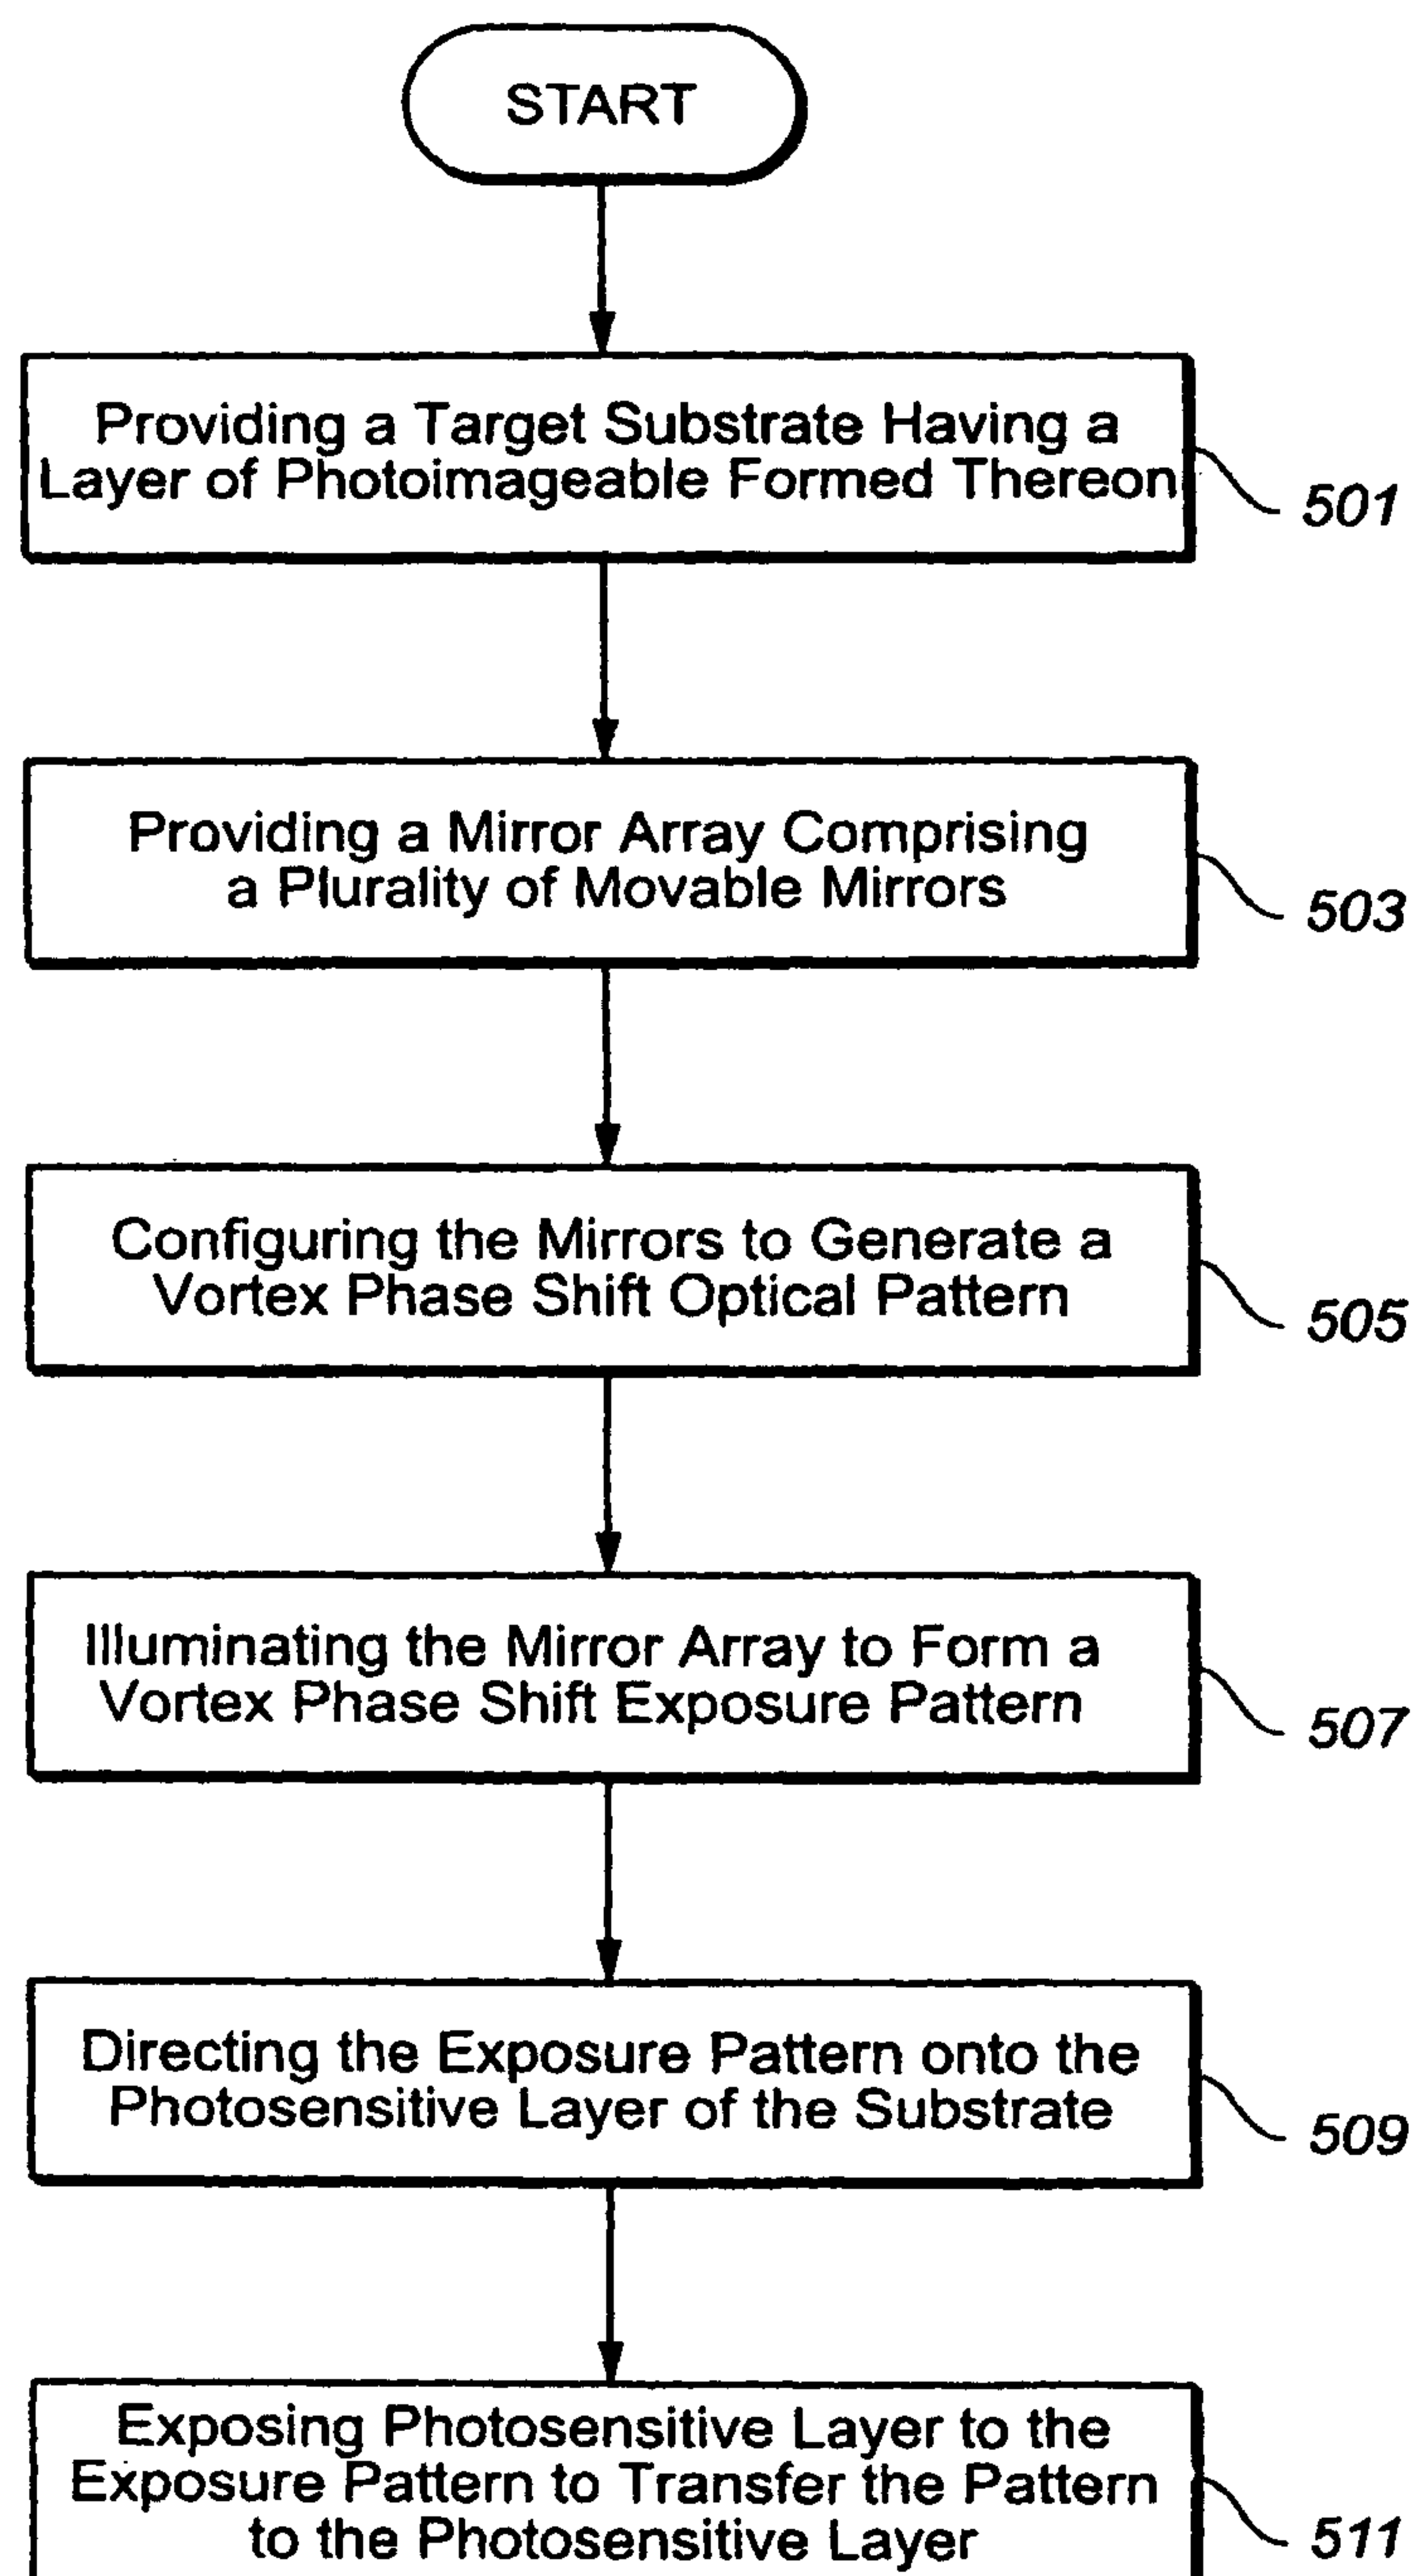 START
Providing a Target Substrate Having a
Layer of Photoimageable Formed Thereon
501
Providing a Mirror Array Comprising
a Plurality of Movable Mirrors
503
Configuring the Mirrors to Generate a
Vortex Phase Shift Optical Pattern
505
Illuminating the Mirror Array to Form a
Vortex Phase Shift Exposure Pattern
507
Directing the Exposure Pattern onto the
Photosensitive Layer of the Substrate
509
Exposing Photosensitive Layer to the
Exposure Pattern to Transfer the Pattern
to the Photosensitive Layer
511